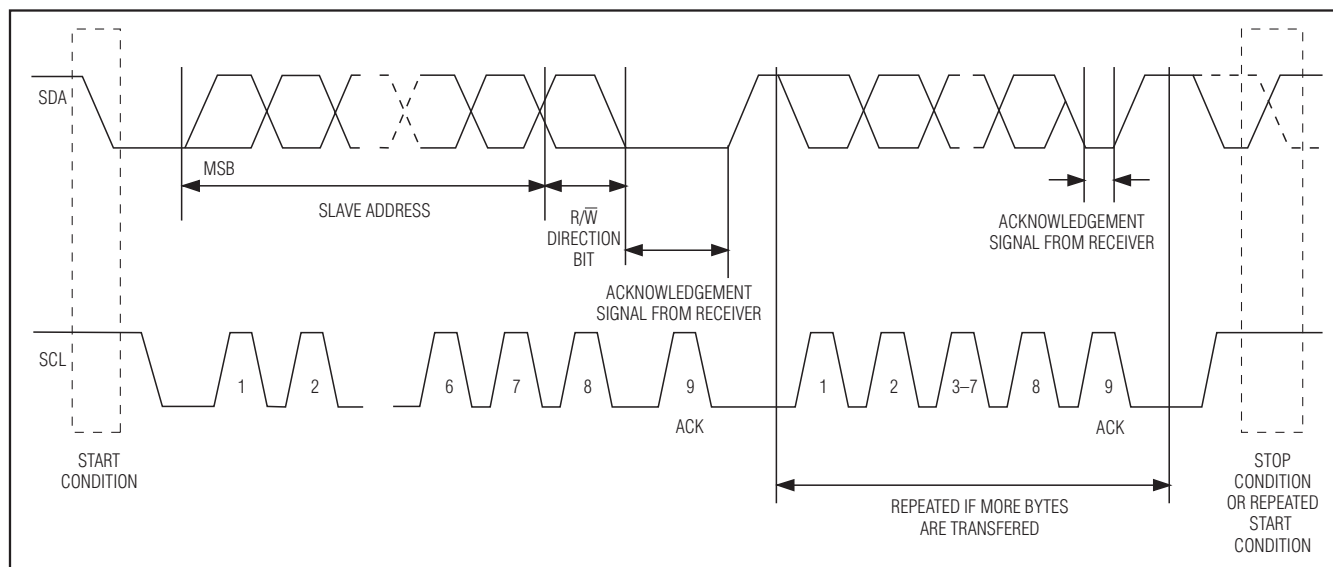 SDA
MSB
SLAVE ADDRESS
R/W̅
DIRECTION
BIT
ACKNOWLEDGEMENT
SIGNAL FROM RECEIVER
ACKNOWLEDGEMENT
SIGNAL FROM RECEIVER
SCL
1
2
6
7
8
9
1
2
3–7
8
9
ACK
ACK
START
CONDITION
REPEATED IF MORE BYTES
ARE TRANSFERED
STOP
CONDITION
OR REPEATED
START
CONDITION